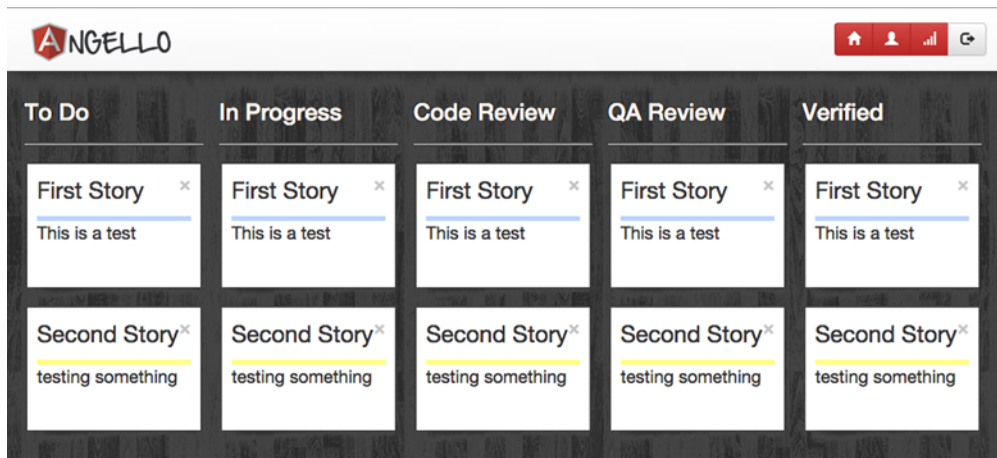 ANGELLO
To Do In Progress Code Review QA Review Verified
First Story × First Story × First Story × First Story × First Story ×
This is a test This is a test This is a test This is a test This is a test
Second Story × Second Story × Second Story × Second Story × Second Story ×
testing something testing something testing something testing something testing something